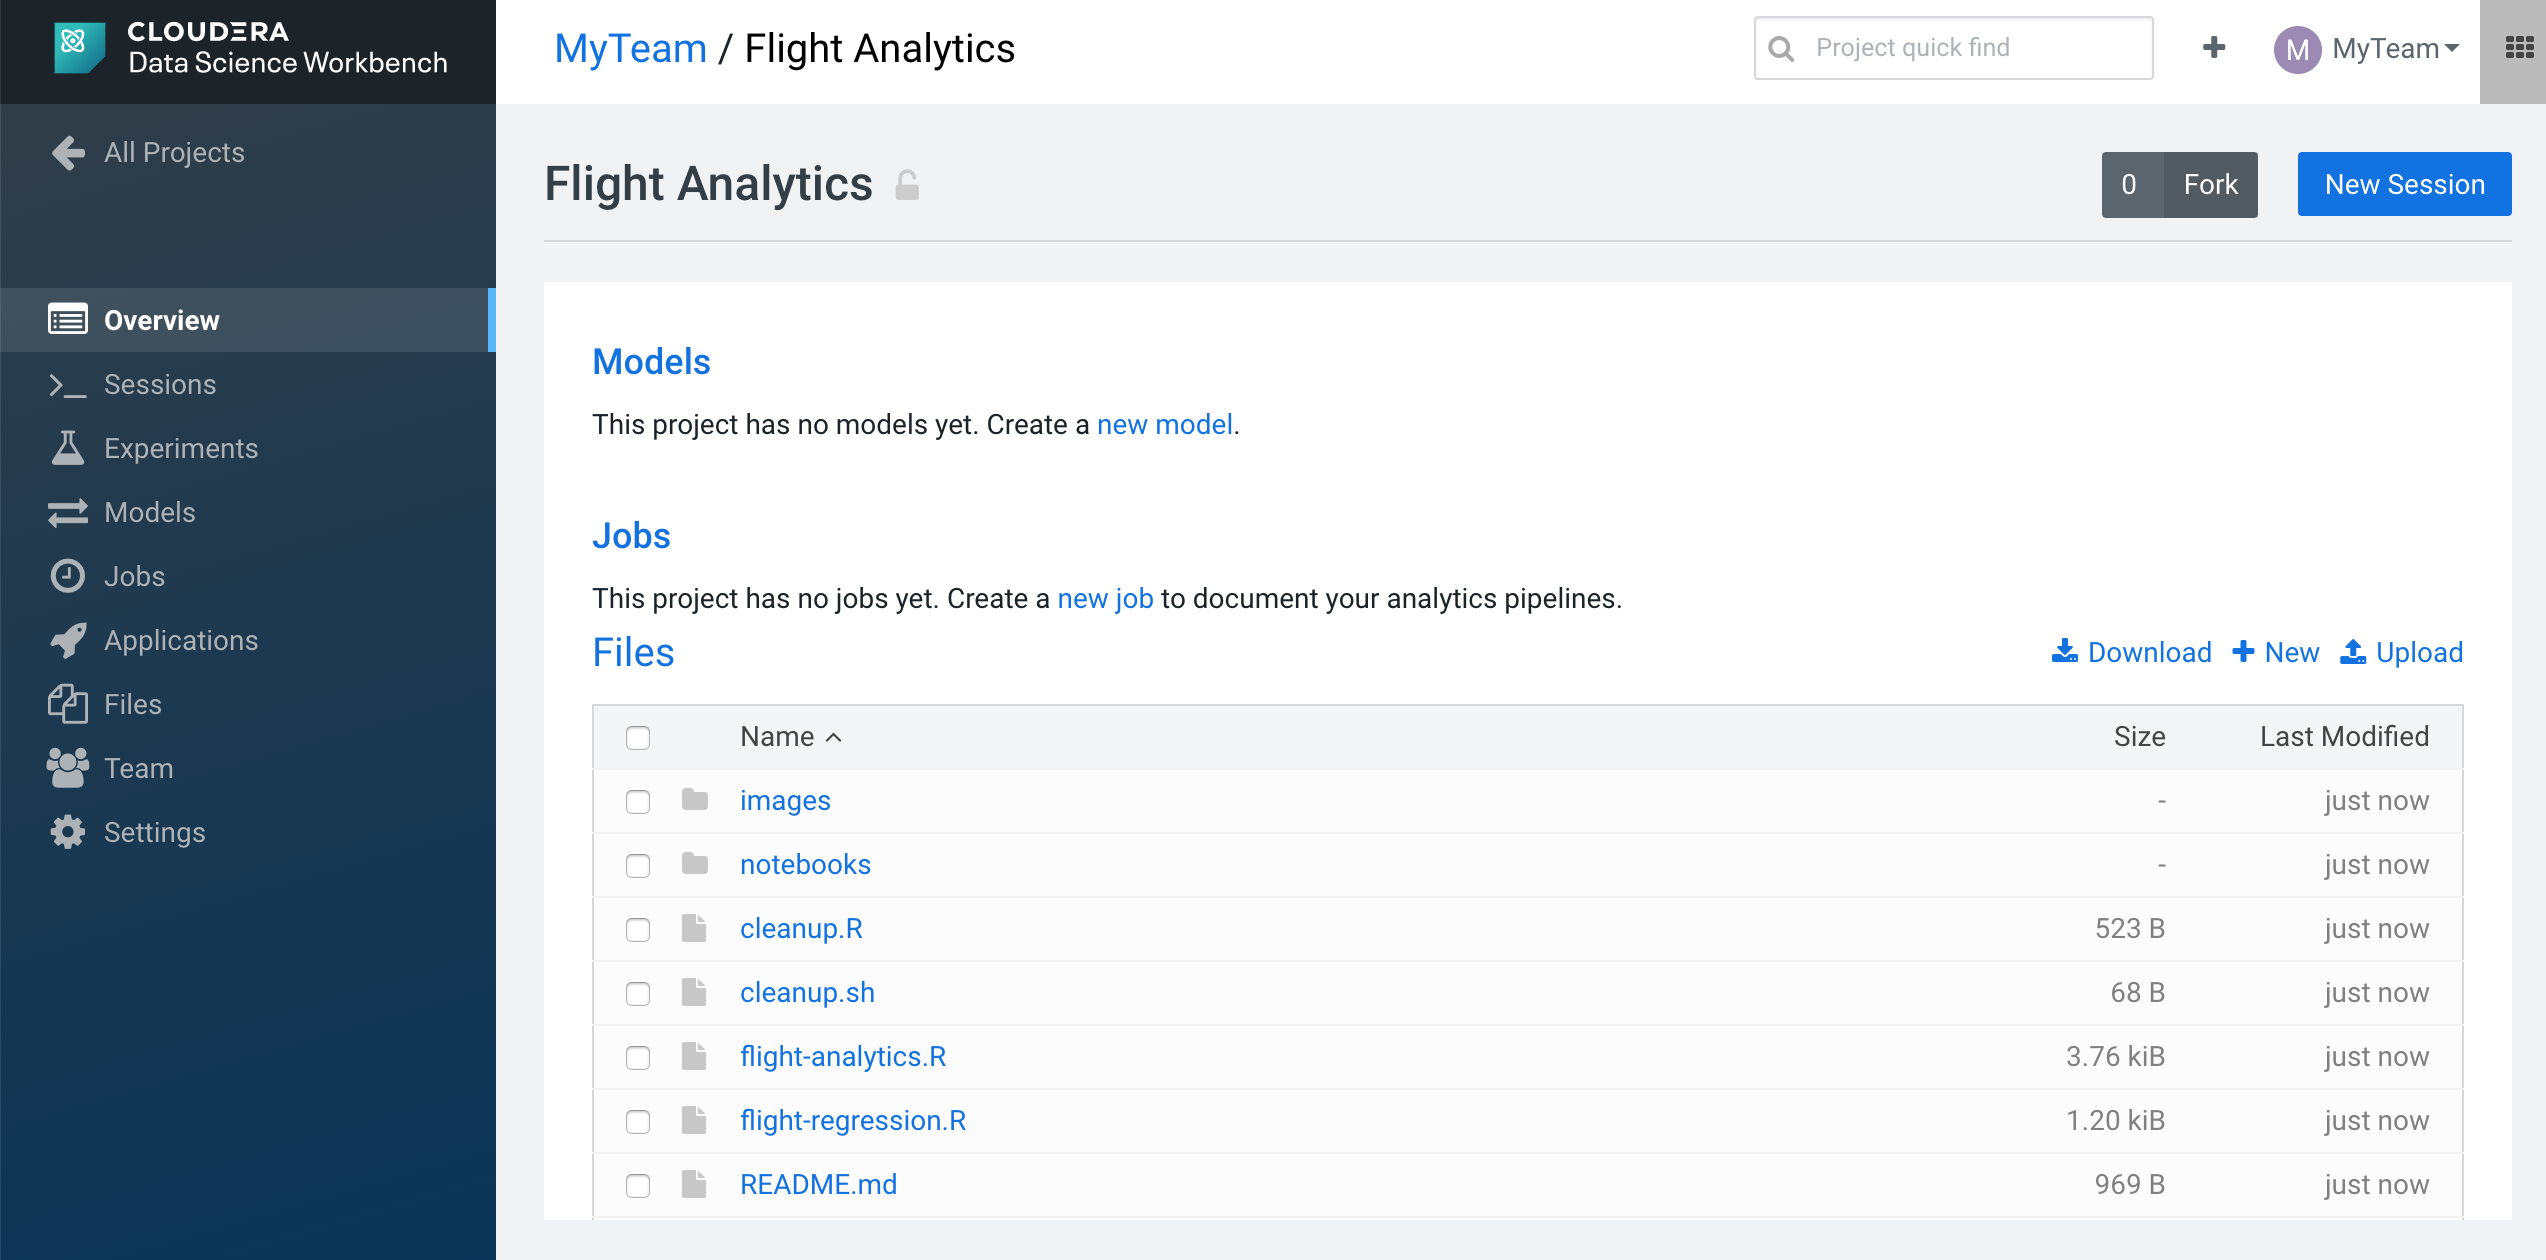 CLOUDERA
Data Science Workbench
MyTeam / Flight Analytics
Project quick find
M MyTeam
All Projects
Flight Analytics
0 Fork
New Session
Overview
Sessions
Experiments
Models
Jobs
Applications
Files
Team
Settings
Models
This project has no models yet. Create a new model.
Jobs
This project has no jobs yet. Create a new job to document your analytics pipelines.
Files
Download New Upload
Name Size Last Modified
images - just now
notebooks - just now
cleanup.R 523 B just now
cleanup.sh 68 B just now
flight-analytics.R 3.76 kiB just now
flight-regression.R 1.20 kiB just now
README.md 969 B just now